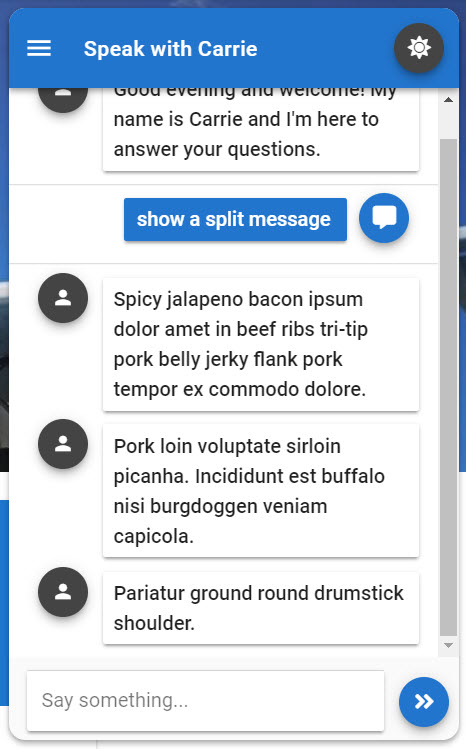 Speak with Carrie
Good evening and welcome! My
name is Carrie and I'm here to
answer your questions.
show a split message
Spicy jalapeno bacon ipsum
dolor amet in beef ribs tri-tip
pork belly jerky flank pork
tempor ex commodo dolore.
Pork loin voluptate sirloin
picanha. Incididunt est buffalo
nisi burgdoggen veniam
capicola.
Pariatur ground round drumstick
shoulder.
Say something...